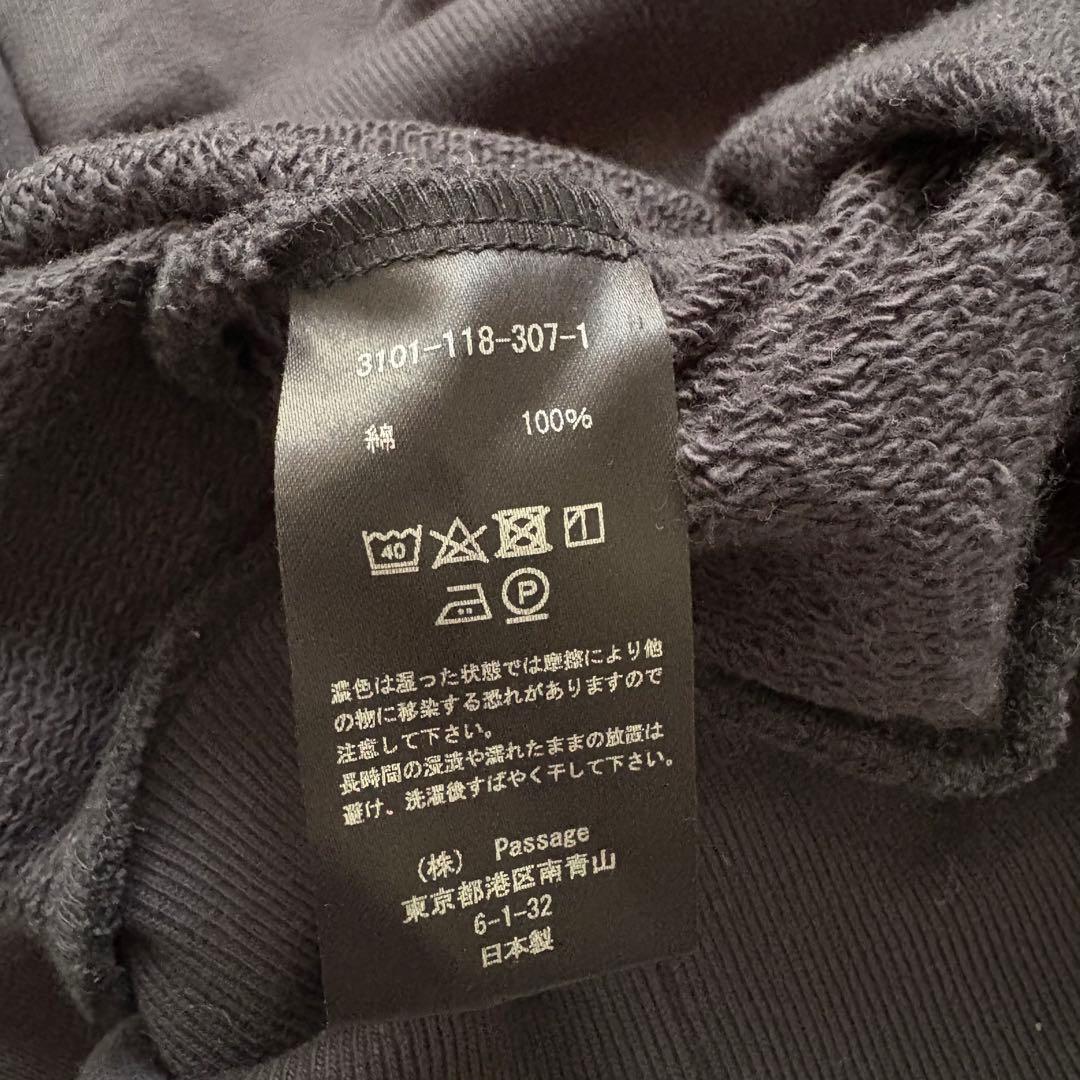 3101-118-307-1
綿 100%
40
P
濃色は湿った状態では摩擦により他
の物に移染する恐れがありますので
注意して下さい。
長時間の浸漬や濡れたままの放置は
避け、洗濯後すばやく干して下さい。
(株) Passage
東京都港区南青山
6-1-32
日本製